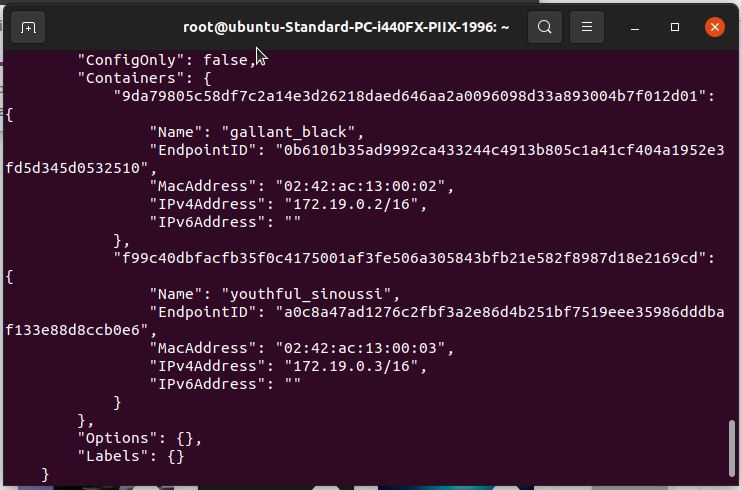 root@ubuntu-Standard-PC-i440FX-PIIX-1996: ~
"ConfigOnly": false,
"Containers": {
"9da79805c58df7c2a14e3d26218daed646aa2a0096098d33a893004b7f012d01":
{
"Name": "gallant_black",
"EndpointID": "0b6101b35ad9992ca433244c4913b805c1a41cf404a1952e3
fd5d345d0532510",
"MacAddress": "02:42:ac:13:00:02",
"IPv4Address": "172.19.0.2/16",
"IPv6Address": ""
},
"f99c40dbfacfb35f0c4175001af3fe506a305843bfb21e582f8987d18e2169cd":
{
"Name": "youthful_sinoussi",
"EndpointID": "a0c8a47ad1276c2fbf3a2e86d4b251bf7519eee35986dddba
f133e88d8ccb0e6",
"MacAddress": "02:42:ac:13:00:03",
"IPv4Address": "172.19.0.3/16",
"IPv6Address": ""
}
},
"Options": {},
"Labels": {}
}